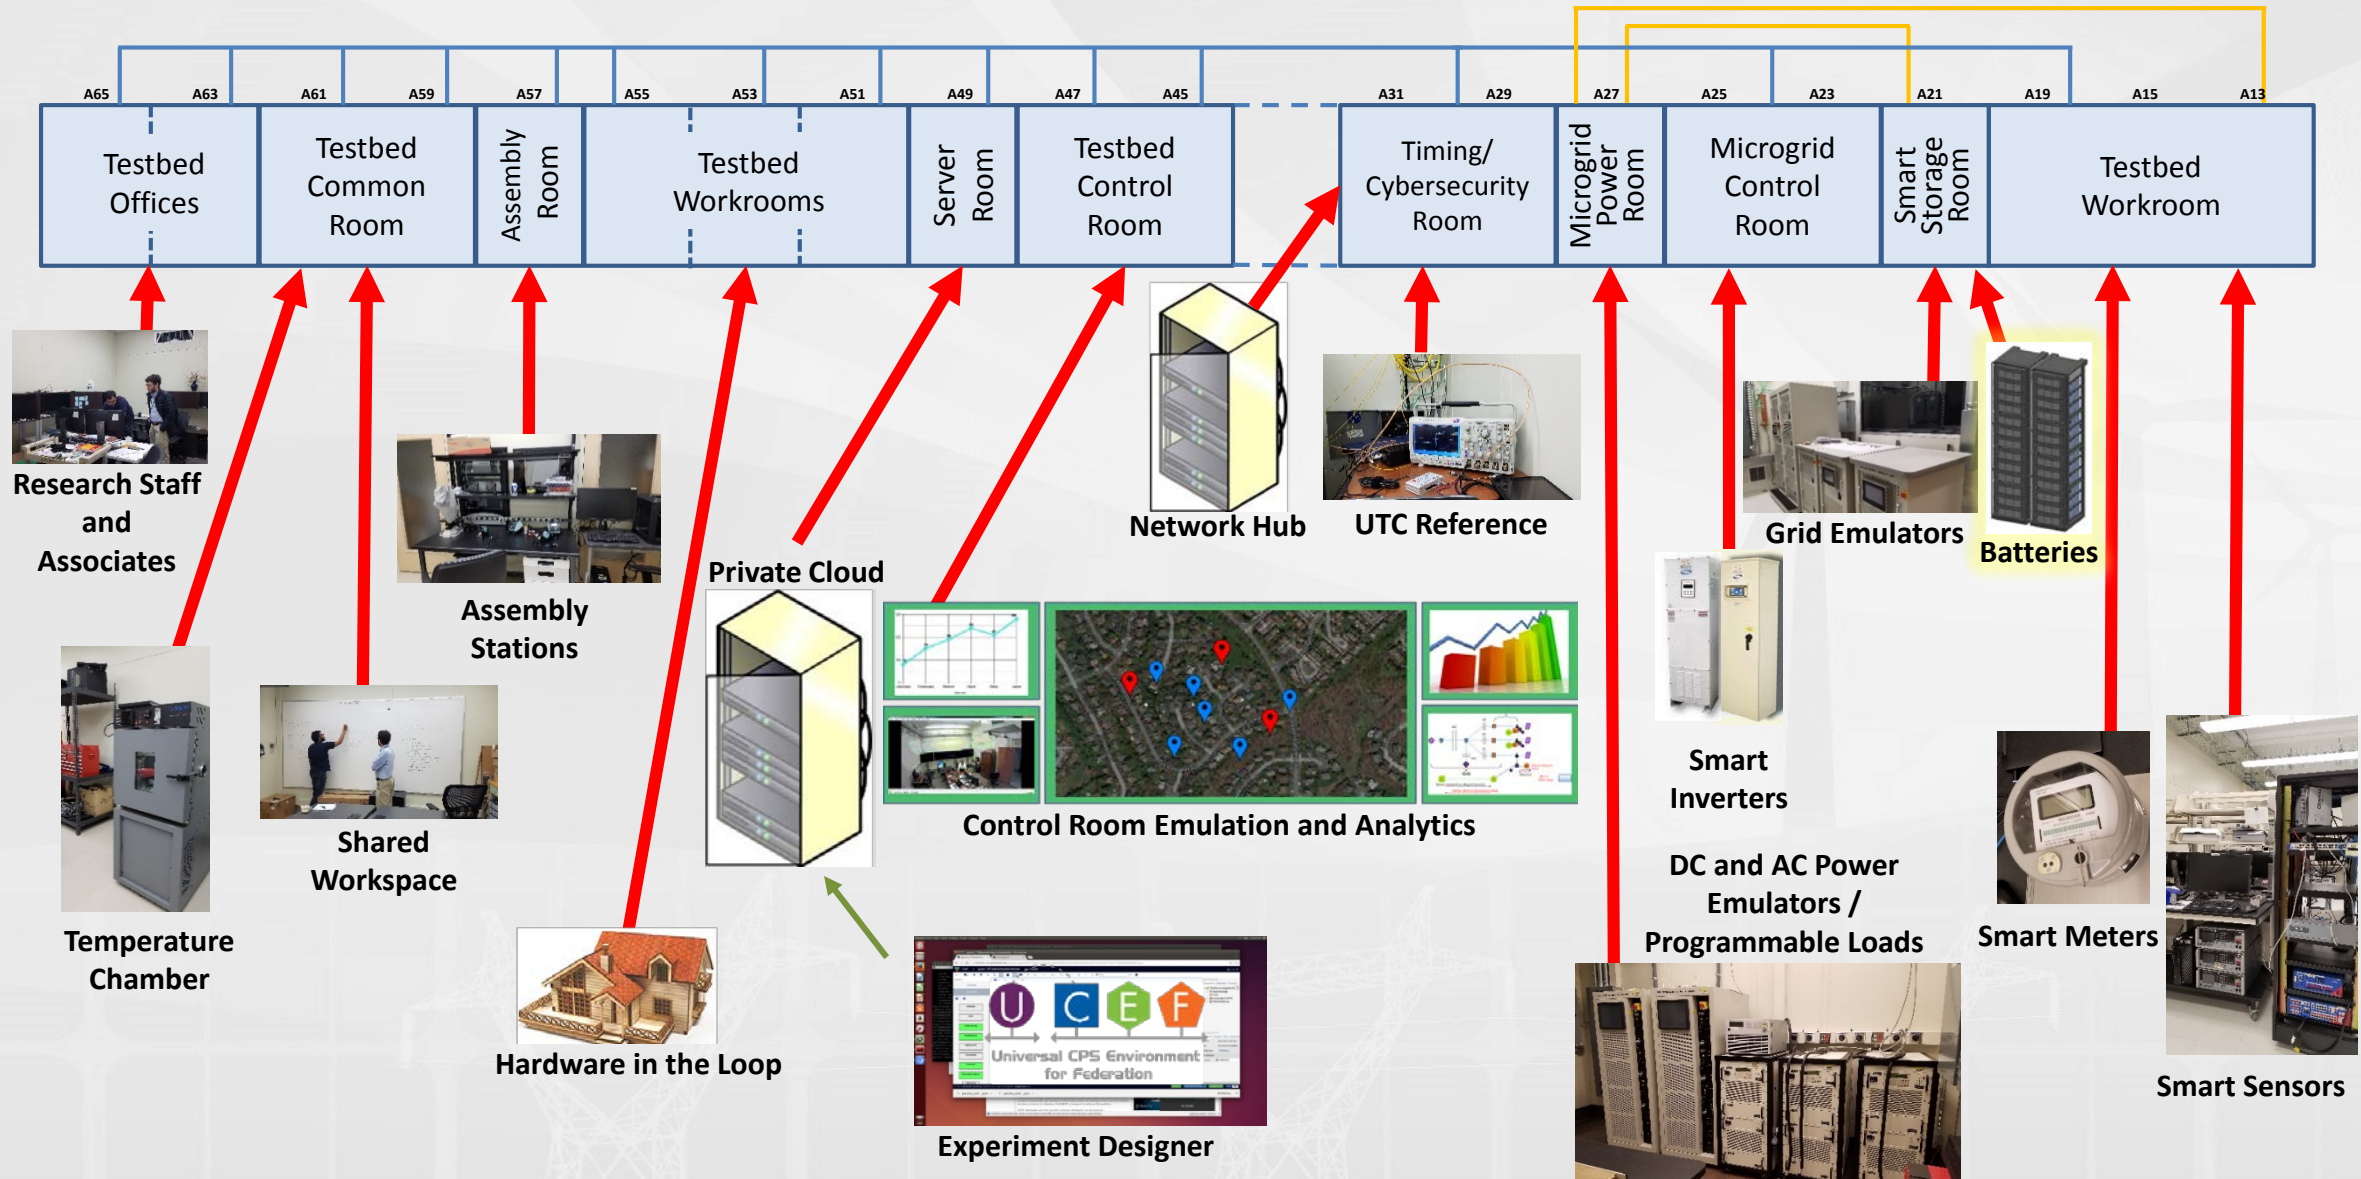 A65
A63
A61
A59
A57
A55
A53
A51
A49
A47
A45
A31
A29
A27
A25
A23
A21
A19
A15
A13
Testbed
Offices
Testbed
Common
Room
Assembly
Room
Testbed
Workrooms
Server
Room
Testbed
Control
Room
Timing/
Cybersecurity
Room
Microgrid
Power
Room
Microgrid
Control
Room
Smart
Storage
Room
Testbed
Workroom
Research Staff
and
Associates
Temperature
Chamber
Shared
Workspace
Assembly
Stations
Hardware in the Loop
Private Cloud
Network Hub
UTC Reference
Control Room Emulation and Analytics
U C E F
Universal CPS Environment
for Federation
Experiment Designer
Grid Emulators
Batteries
Smart
Inverters
DC and AC Power
Emulators /
Programmable Loads
Smart Meters
Smart Sensors